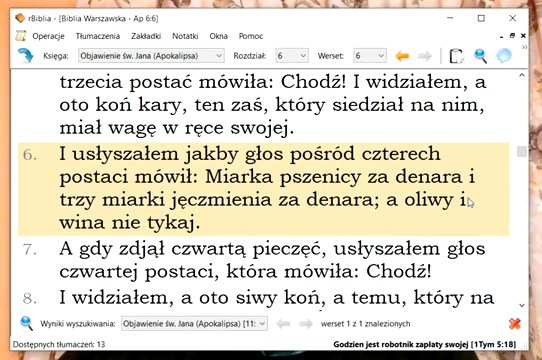 rBiblia - [Biblia Warszawska - Ap 6:6]
Operacje Tłumaczenia Zakładki Notatki Okna Pomoc
Księga: Objawienie św. Jana (Apokalipsa) Rozdział: 6 Werset: 6
trzecia postać mówiła: Chodź! I widziałem, a
oto koń kary, ten zaś, który siedział na nim,
miał wagę w ręce swojej.
6. I usłyszałem jakby głos pośród czterech
postaci mówił: Miarka pszenicy za denara i
trzy miarki jęczmienia za denara; a oliwy i
wina nie tykaj.
7. A gdy zdjął czwartą pieczęć, usłyszałem głos
czwartej postaci, która mówiła: Chodź!
8. I widziałem, a oto siwy koń, a temu, który na
Wyniki wyszukiwania: Objawienie św. Jana (Apokalipsa) [11: werset 1 z 1 znalezionych
Dostępnych tłumaczeń: 13 Godzien jest robotnik zapłaty swojej [1Tym 5:18]